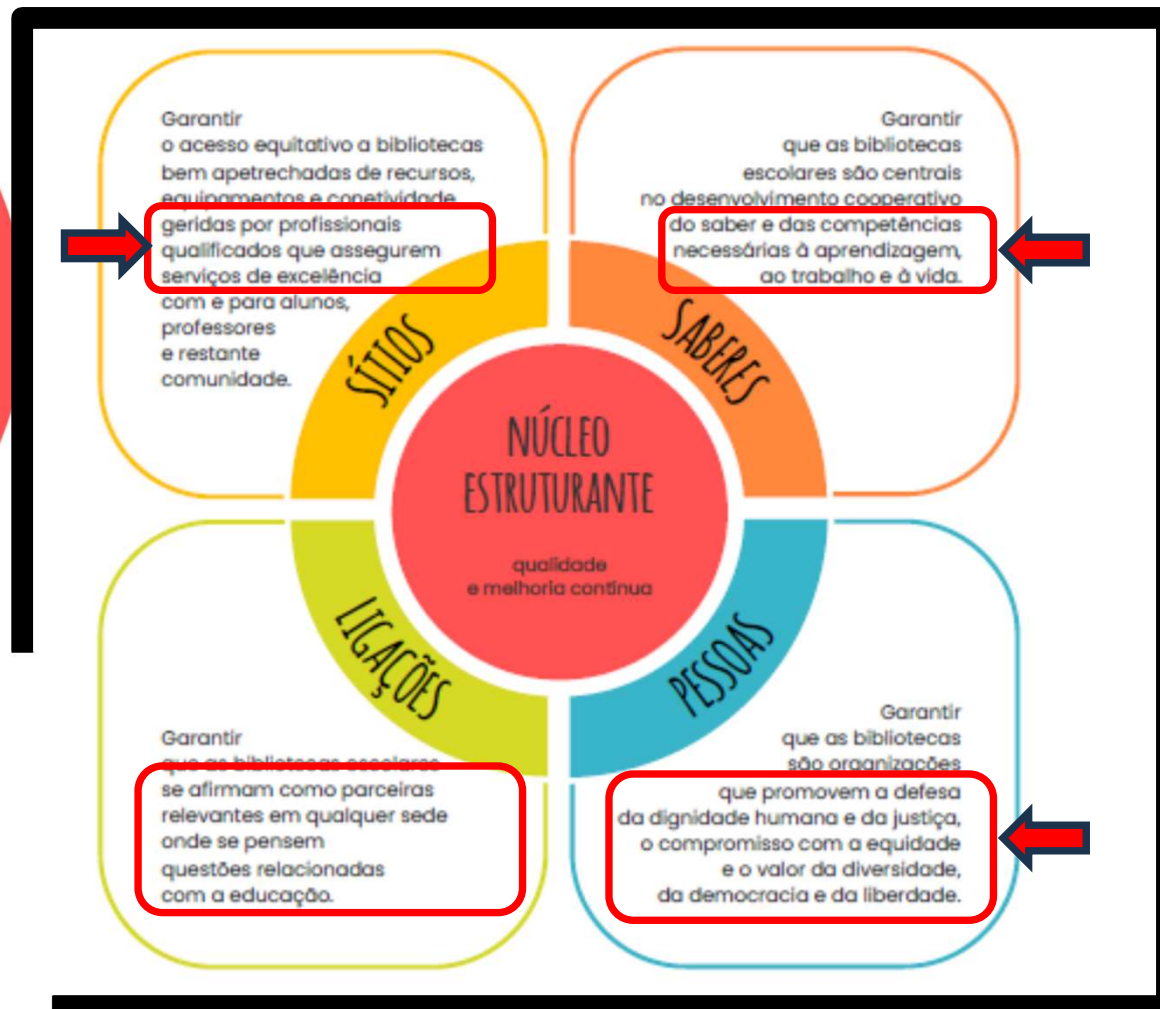 Garantir
o acesso equitativo a bibliotecas
bem apetrechadas de recursos,
equipamentos e conetividade
geridas por profissionais
qualificados que assegurem
serviços de excelência
com e para alunos,
professores
e restante
comunidade.
SÍTIOS
Garantir
que as bibliotecas
escolares são centrais
no desenvolvimento cooperativo
do saber e das competências
necessárias à aprendizagem,
ao trabalho e à vida.
SABERES
NÚCLEO
ESTRUTURANTE
qualidade
e melhoria contínua
LIGAÇÕES
Garantir
que as bibliotecas escolares
se afirmam como parceiras
relevantes em qualquer sede
onde se pensem
questões relacionadas
com a educação.
PESSOAS
Garantir
que as bibliotecas
são organizações
que promovem a defesa
da dignidade humana e da justiça,
o compromisso com a equidade
e o valor da diversidade,
da democracia e da liberdade.